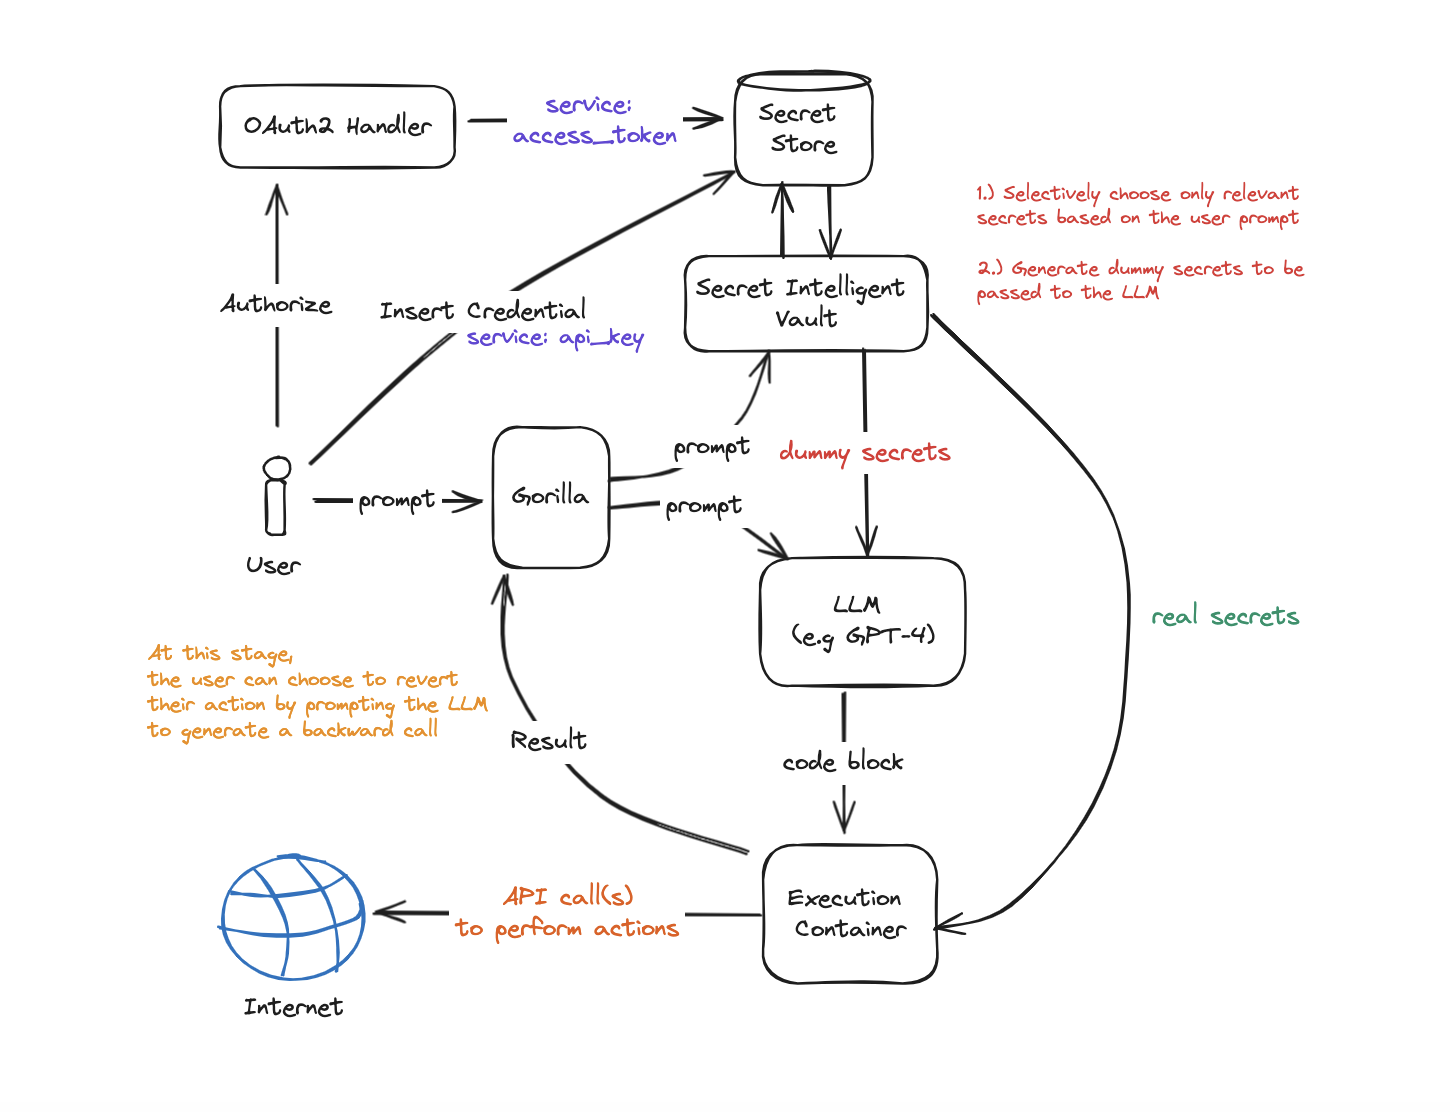 OAuth2 Handler
service:
access_token
Secret
Store
1.) Selectively choose only relevant
secrets based on the user prompt
2.) Generate dummy secrets to be
passed to the LLM
Authorize
Insert Credential
service: api_key
Secret Intelligent
Vault
prompt
dummy secrets
User
prompt
Gorilla
prompt
LLM
(e.g GPT-4)
real secrets
At this stage,
the user can choose to revert
their action by prompting the LLM
to generate a backward call
Result
code block
API call(s)
to perform actions
Execution
Container
Internet